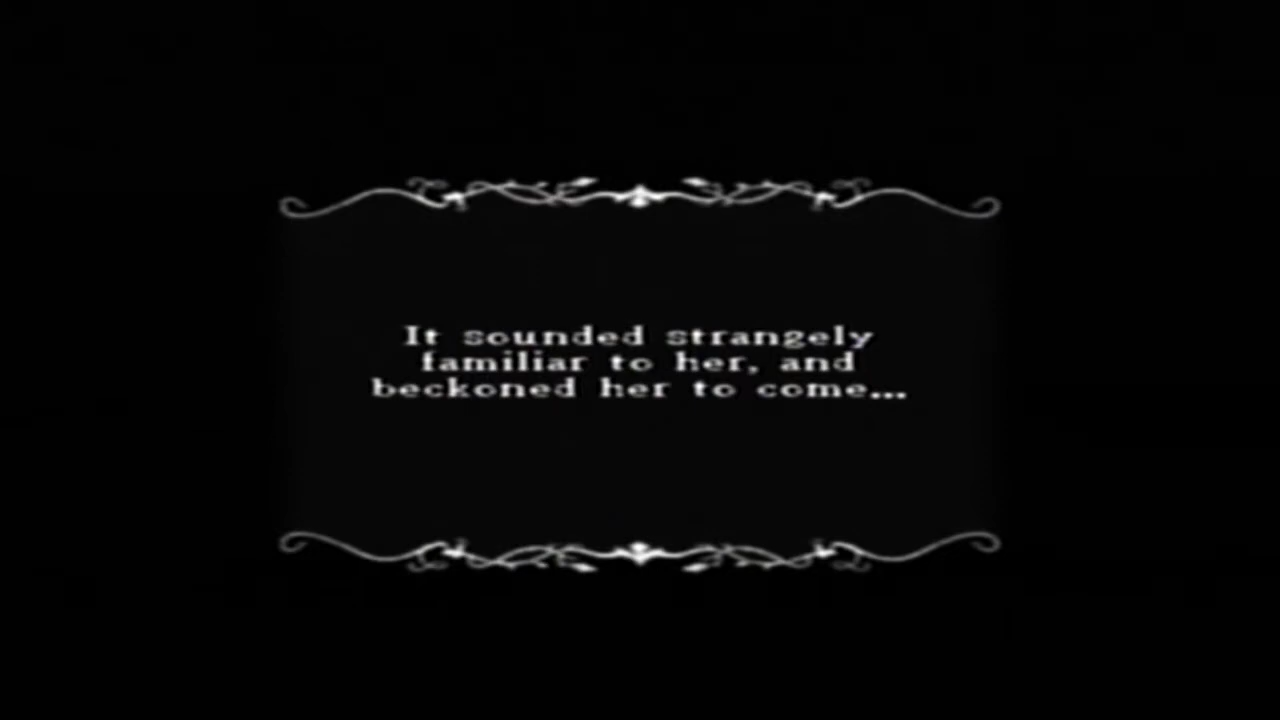 It sounded strangely
familiar to her, and
beckoned her to come...